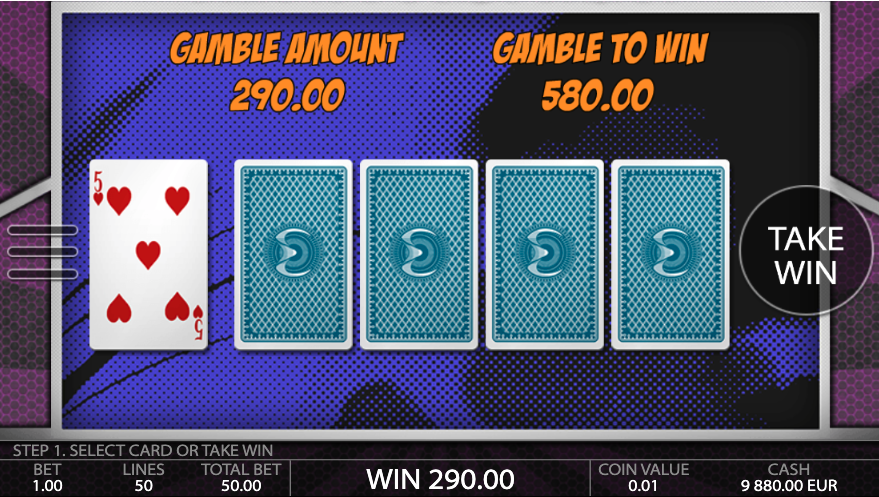 GAMBLE AMOUNT
290.00
GAMBLE TO WIN
580.00
5
5
TAKE
WIN
STEP 1. SELECT CARD OR TAKE WIN
BET
1.00
LINES
50
TOTAL BET
50.00
WIN 290.00
COIN VALUE
0.01
CASH
9 880.00 EUR